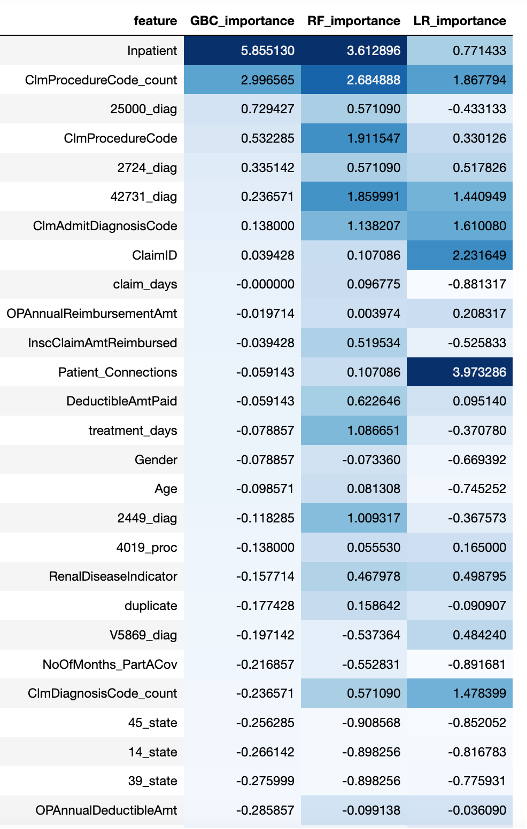 feature GBC_importance RF_importance LR_importance
Inpatient 5.855130 3.612896 0.771433
ClmProcedureCode_count 2.996565 2.684888 1.867794
25000_diag 0.729427 0.571090 -0.433133
ClmProcedureCode 0.532285 1.911547 0.330126
2724_diag 0.335142 0.571090 0.517826
42731_diag 0.236571 1.859991 1.440949
ClmAdmitDiagnosisCode 0.138000 1.138207 1.610080
ClaimID 0.039428 0.107086 2.231649
claim_days -0.000000 0.096775 -0.881317
OPAnnualReimbursementAmt -0.019714 0.003974 0.208317
InscClaimAmtReimbursed -0.039428 0.519534 -0.525833
Patient_Connections -0.059143 0.107086 3.973286
DeductibleAmtPaid -0.059143 0.622646 0.095140
treatment_days -0.078857 1.086651 -0.370780
Gender -0.078857 -0.073360 -0.669392
Age -0.098571 0.081308 -0.745252
2449_diag -0.118285 1.009317 -0.367573
4019_proc -0.138000 0.055530 0.165000
RenalDiseaseIndicator -0.157714 0.467978 0.498795
duplicate -0.177428 0.158642 -0.090907
V5869_diag -0.197142 -0.537364 0.484240
NoOfMonths_PartACov -0.216857 -0.552831 -0.891681
ClmDiagnosisCode_count -0.236571 0.571090 1.478399
45_state -0.256285 -0.908568 -0.852052
14_state -0.266142 -0.898256 -0.816783
39_state -0.275999 -0.898256 -0.775931
OPAnnualDeductibleAmt -0.285857 -0.099138 -0.036090